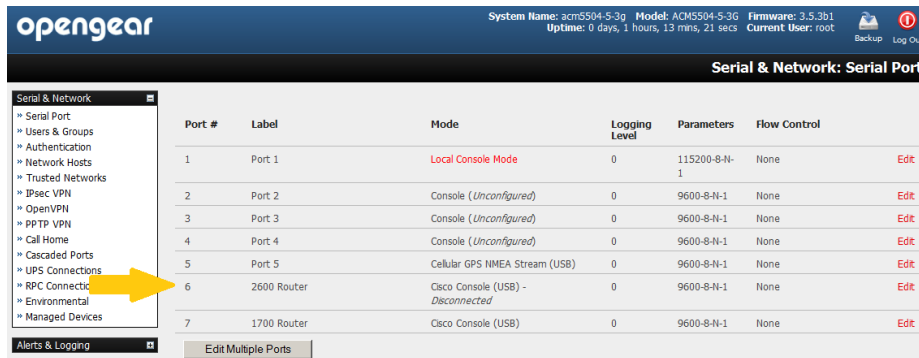 opengear
System Name: acm5504-5-3g Model: ACM5504-5-3G Firmware: 3.5.3b1
Uptime: 0 days, 1 hours, 13 mins, 21 secs Current User: root
Backup
Log Ou
Serial & Network: Serial Port
Serial & Network
» Serial Port
» Users & Groups
» Authentication
» Network Hosts
» Trusted Networks
» IPsec VPN
» OpenVPN
» PPTP VPN
» Call Home
» Cascaded Ports
» UPS Connections
» RPC Connectio
» Environmental
» Managed Devices
Alerts & Logging
Port # Label Mode Logging Parameters Flow Control
Level
1 Port 1 Local Console Mode 0 115200-8-N- None Edit
1
2 Port 2 Console (Unconfigured) 0 9600-8-N-1 None Edit
3 Port 3 Console (Unconfigured) 0 9600-8-N-1 None Edit
4 Port 4 Console (Unconfigured) 0 9600-8-N-1 None Edit
5 Port 5 Cellular GPS NMEA Stream (USB) 0 9600-8-N-1 None Edit
6 2600 Router Cisco Console (USB) - 0 9600-8-N-1 None Edit
Disconnected
7 1700 Router Cisco Console (USB) 0 9600-8-N-1 None Edit
Edit Multiple Ports